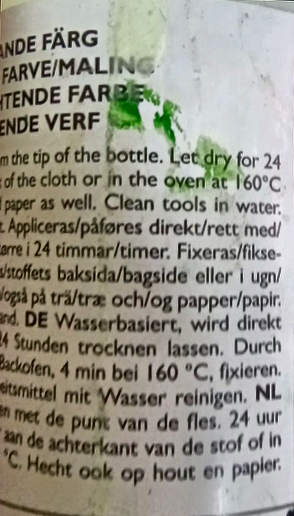 ANDE FÄRG
FARVE/MALING
TENDE FARBE
ENDE VERF
m the tip of the bottle. Let dry for 24
of the cloth or in the oven at 160°C
paper as well. Clean tools in water.
t. Appliceras/påføres direkt/rett med/
tørre i 24 timmar/timer. Fixeras/fikse-
s/stoffets baksida/bagside eller i ugn/
/også på trä/træ och/og papper/papir.
and. DE Wasserbasiert, wird direkt
24 Stunden trocknen lassen. Durch
Backofen, 4 min bei 160 °C, fixieren.
eitsmittel mit Wasser reinigen. NL
en met de punt van de fles. 24 uur
aan de achterkant van de stof of in
°C. Hecht ook op hout en papier.